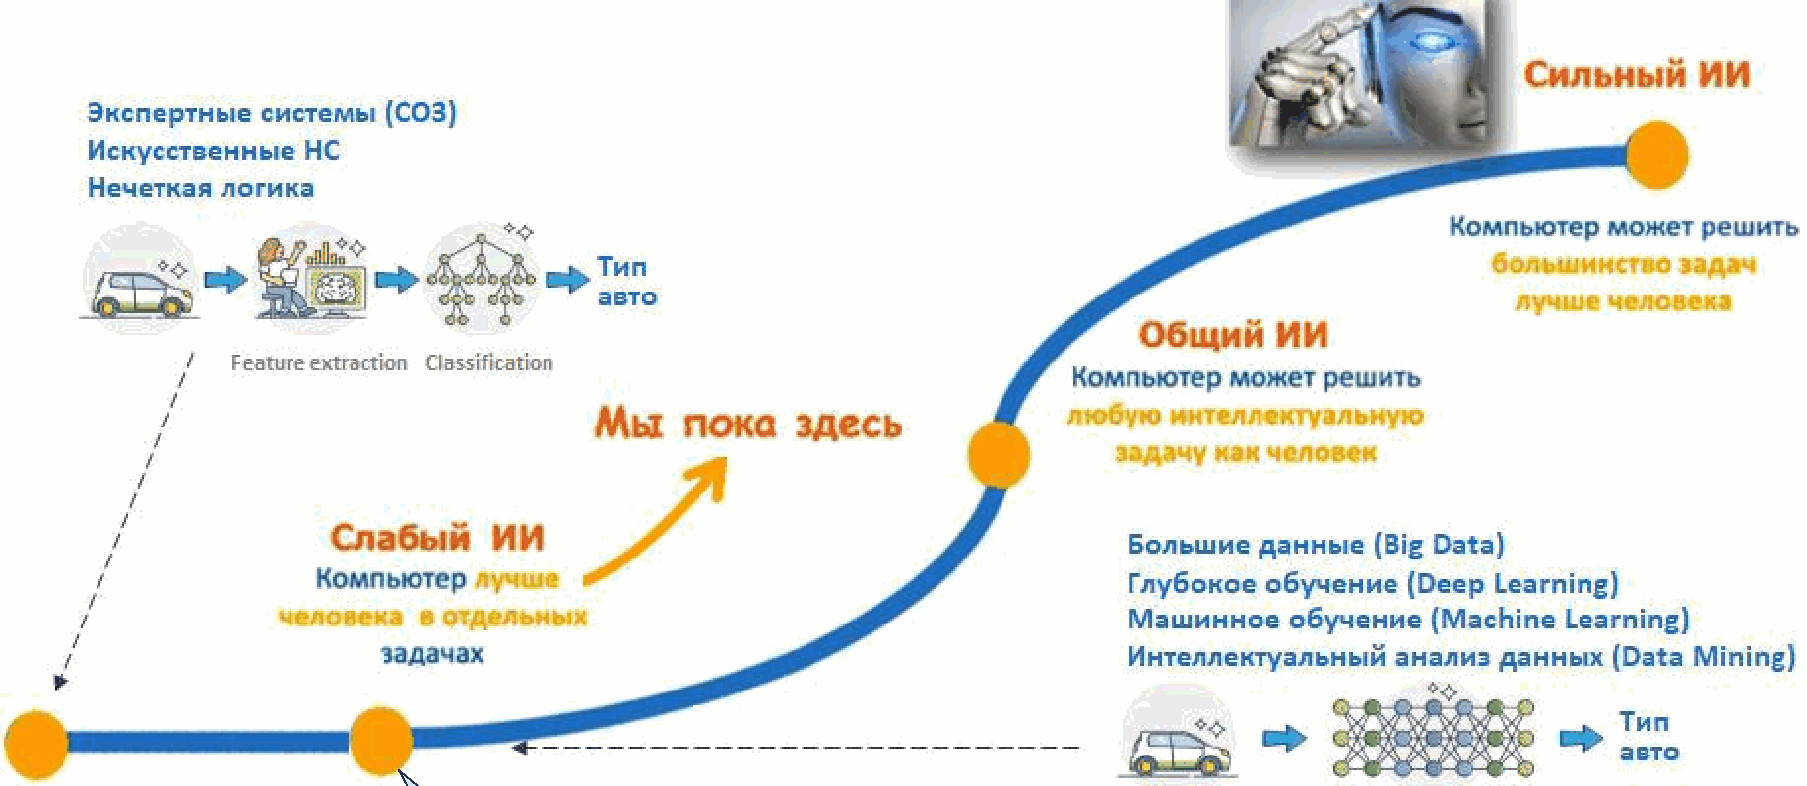 Экспертные системы (СОЗ)
Искусственные НС
Нечеткая логика
Тип
авто
Feature extraction
Classification
Мы пока здесь
Слабый ИИ
Компьютер лучше
человека в отдельных
задачах
Сильный ИИ
Компьютер может решить
большинство задач
лучше человека
Общий ИИ
Компьютер может решить
любую интеллектуальную
задачу как человек
Большие данные (Big Data)
Глубокое обучение (Deep Learning)
Машинное обучение (Machine Learning)
Интеллектуальный анализ данных (Data Mining)
Тип
авто